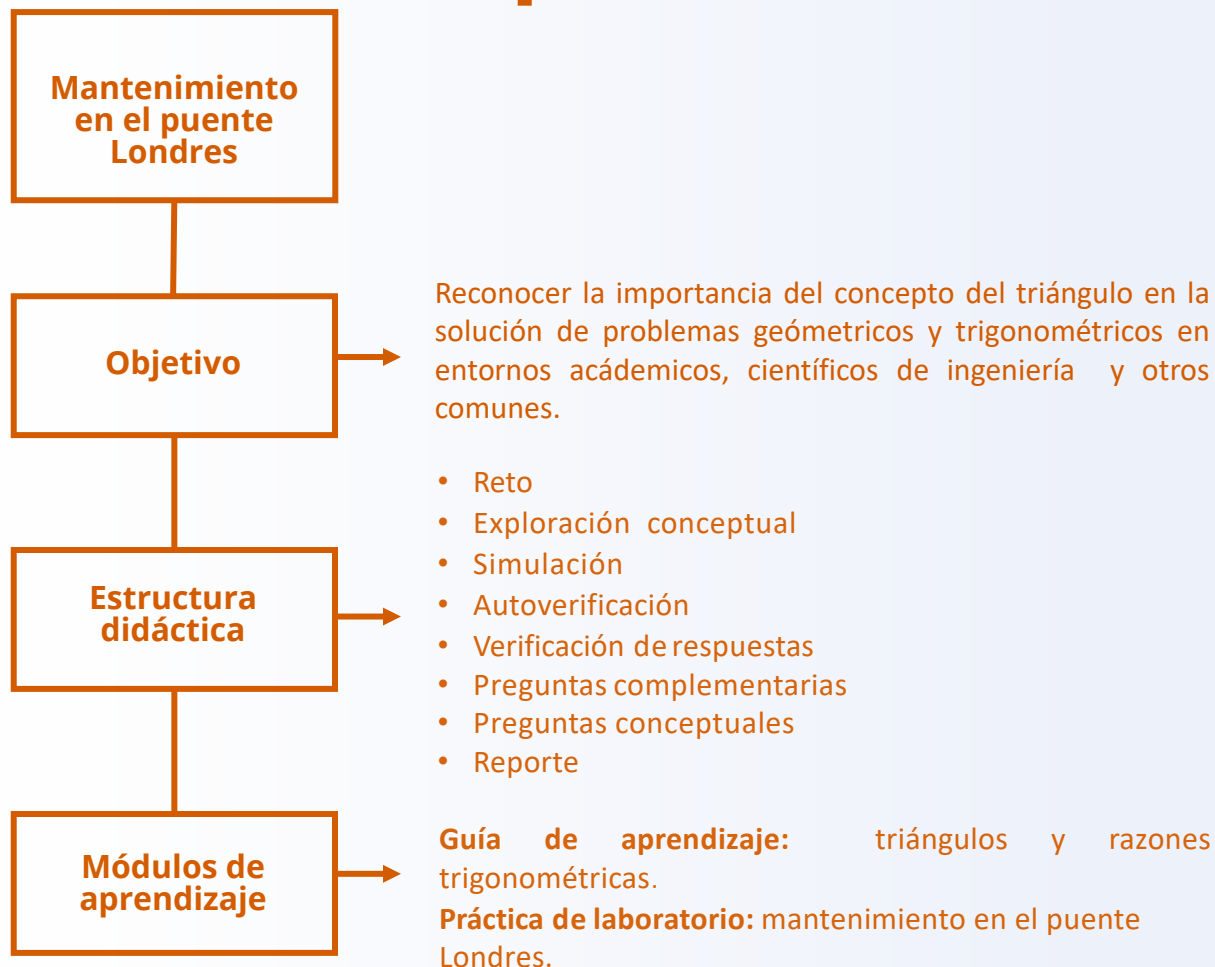 Mantenimiento
en el puente
Londres
Objetivo
Reconocer la importancia del concepto del triángulo en la
solución de problemas geómetricos y trigonométricos en
entornos acádemicos, científicos de ingeniería y otros
comunes.
Estructura
didáctica
• Reto
• Exploración conceptual
• Simulación
• Autoverificación
• Verificación de respuestas
• Preguntas complementarias
• Preguntas conceptuales
• Reporte
Módulos de
aprendizaje
Guía de aprendizaje: triángulos y razones
trigonométricas.
Práctica de laboratorio: mantenimiento en el puente
Londres.